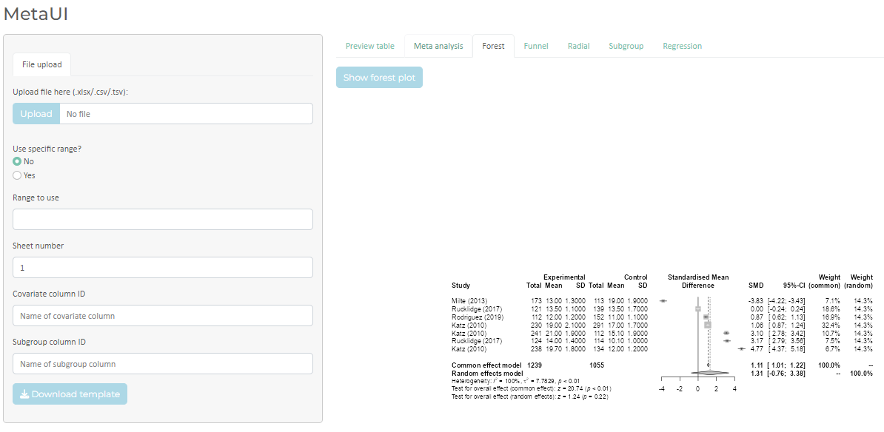 MetaUI
File upload
Upload file here (.xlsx/.csv/.tsv):
Upload No file
Use specific range?
No
Yes
Range to use
Sheet number
1
Covariate column ID
Name of covariate column
Subgroup column ID
Name of subgroup column
Download template
Preview table Meta analysis Forest Funnel Radial Subgroup Regression
Show forest plot
Experimental Control Standardised Mean Weight Weight
Study Total Mean SD Total Mean SD Difference SMD 95%-CI (common) (random)
Milte (2013) 173 13.00 1.3000 113 19.00 1.9000 -3.83 [-4.22; -3.43] 7.1% 14.3%
Rucklidge (2017) 121 13.50 1.1000 139 13.50 1.7000 0.00 [-0.24; 0.24] 18.6% 14.3%
Rodriguez (2019) 112 12.00 1.2000 152 11.00 1.1000 0.87 [ 0.62; 1.13] 16.9% 14.3%
Katz (2010) 230 19.00 2.1000 291 17.00 1.7000 1.06 [ 0.87; 1.24] 32.4% 14.3%
Katz (2010) 241 21.00 1.9000 112 15.10 1.9000 3.10 [ 2.78; 3.42] 10.7% 14.3%
Rucklidge (2017) 124 14.00 1.4000 114 10.10 1.0000 3.17 [ 2.79; 3.56] 7.5% 14.3%
Katz (2010) 238 19.70 1.8000 134 12.00 1.2000 4.77 [ 4.37; 5.18] 6.7% 14.3%
Common effect model 1239 1055 1.11 [ 1.01; 1.22] 100.0% --
Random effects model 1.31 [-0.76; 3.38] -- 100.0%
Heterogeneity: I² = 100%, τ² = 7.7829, p < 0.01
Test for overall effect (common effect): z = 20.74 (p < 0.01)
Test for overall effect (random effects): z = 1.24 (p = 0.22)
-4 -2 0 2 4